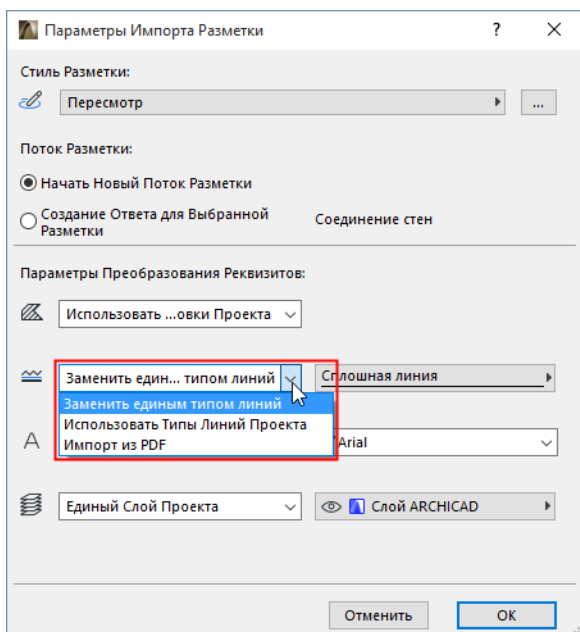 Параметры Импорта Разметки
?
Стиль Разметки:
Пересмотр
...
Поток Разметки:
Начать Новый Поток Разметки
Создание Ответа для Выбранной
Разметки
Соединение стен
Параметры Преобразования Реквизитов:
Использовать ...овки Проекта
Заменить един... типом линий
Сплошная линия
Заменить единым типом линий
Использовать Типы Линий Проекта
Импорт из PDF
A
Arial
Единый Слой Проекта
Слой ARCHICAD
Отменить
ОК